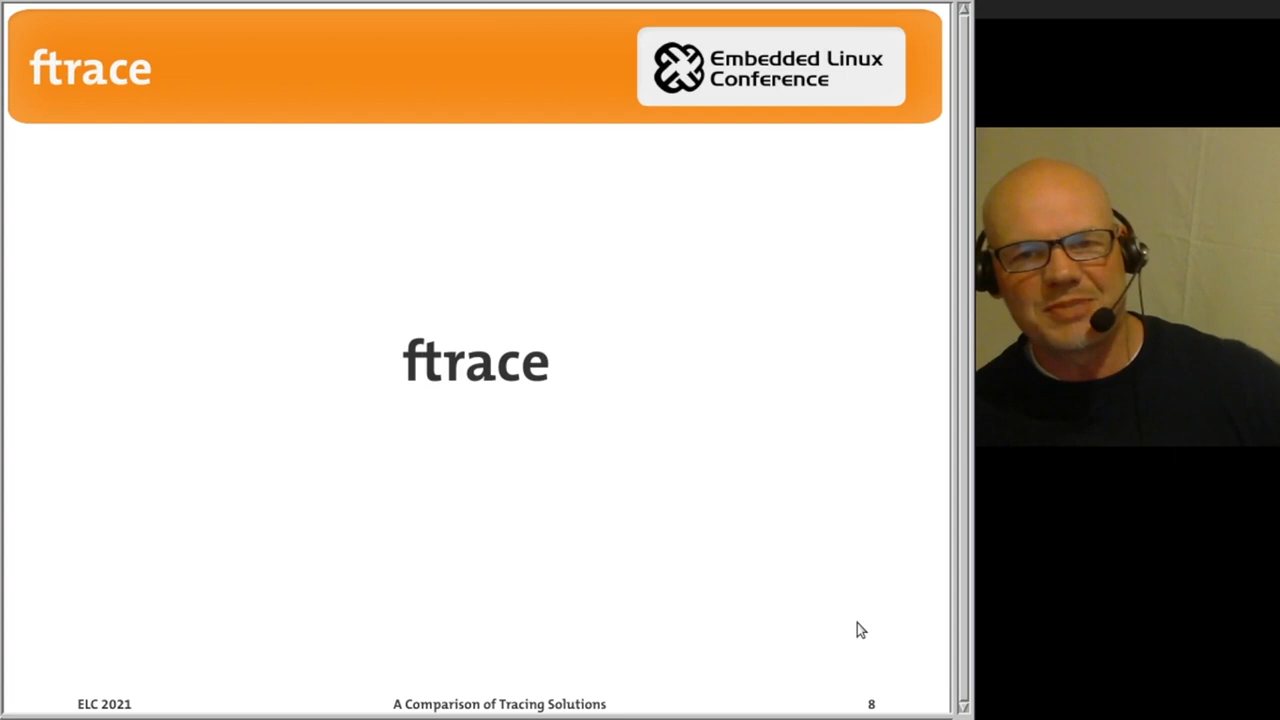 ftrace
Embedded Linux
Conference
ftrace
ELC 2021
A Comparison of Tracing Solutions
8